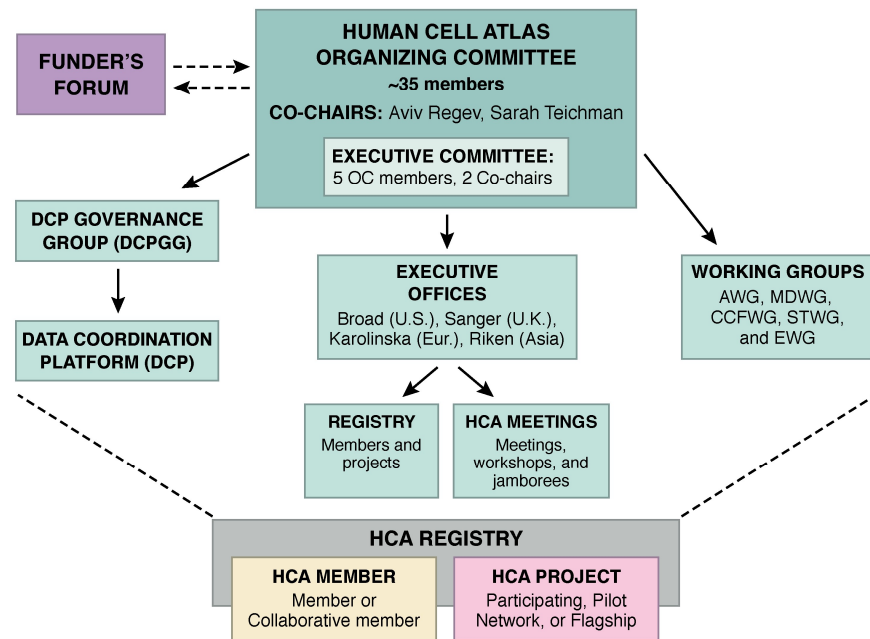 FUNDER'S
FORUM
HUMAN CELL ATLAS
ORGANIZING COMMITTEE
~35 members
CO-CHAIRS: Aviv Regev, Sarah Teichman
EXECUTIVE COMMITTEE:
5 OC members, 2 Co-chairs
DCP GOVERNANCE
GROUP (DCPGG)
DATA COORDINATION
PLATFORM (DCP)
EXECUTIVE
OFFICES
Broad (U.S.), Sanger (U.K.),
Karolinska (Eur.), Riken (Asia)
WORKING GROUPS
AWG, MDWG,
CCFWG, STWG,
and EWG
REGISTRY
Members and
projects
HCA MEETINGS
Meetings,
workshops, and
jamborees
HCA REGISTRY
HCA MEMBER
Member or
Collaborative member
HCA PROJECT
Participating, Pilot
Network, or Flagship